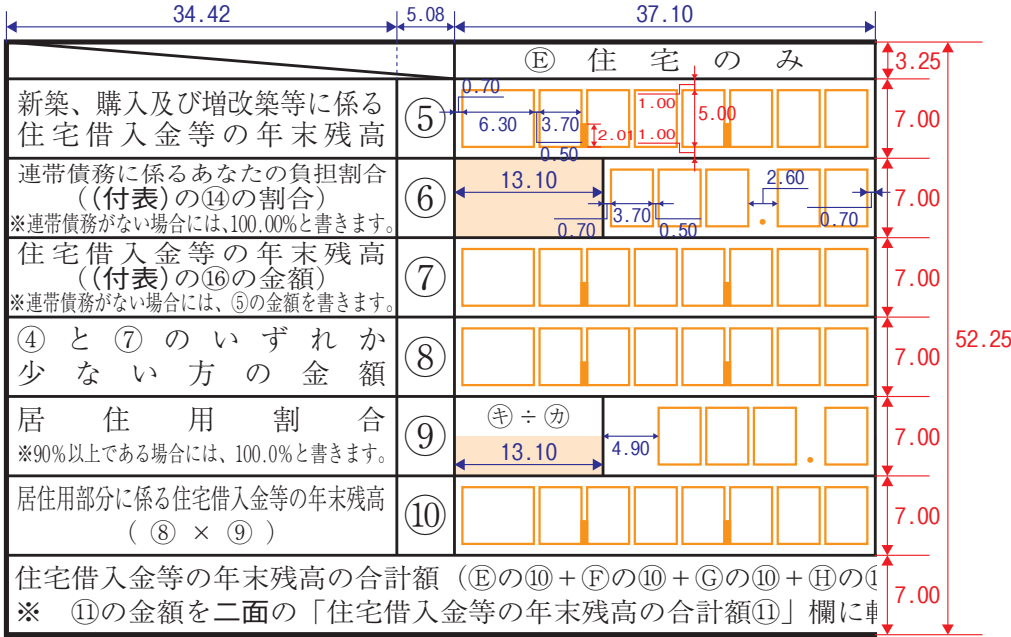 34.42 5.08 37.10
Ⓔ 住宅のみ 3.25
新築、購入及び増改築等に係る
住宅借入金等の年末残高
⑤
0.70
6.30 3.70 2.01 1.00 5.00
1.00
0.50
7.00
連帯債務に係るあなたの負担割合
((付表)の⑭の割合)
※連帯債務がない場合には、100.00%と書きます。
⑥
13.10 2.60
3.70
0.70 0.50 0.70
7.00
住宅借入金等の年末残高
((付表)の⑯の金額)
※連帯債務がない場合には、⑤の金額を書きます。
⑦
7.00
④と⑦のいずれか
少ない方の金額
⑧
7.00
52.25
居住用割合
※90%以上である場合には、100.0%と書きます。
⑨
㋖÷㋕
13.10 4.90
7.00
居住用部分に係る住宅借入金等の年末残高
(⑧×⑨)
⑩
7.00
住宅借入金等の年末残高の合計額(Ⓔの⑩+Ⓕの⑩+Ⓖの⑩+Ⓗの
※ ⑪の金額を二面の「住宅借入金等の年末残高の合計額⑪」欄に
7.00